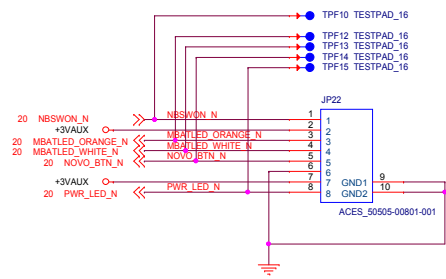 TPF10 TESTPAD_16
TPF12 TESTPAD_16
TPF13 TESTPAD_16
TPF14 TESTPAD_16
TPF15 TESTPAD_16
JP22
20 NBSWON_N NBSWON_N 1 1
+3VAUX 2 2
20 MBATLED_ORANGE_N MBATLED_ORANGE_N 3 3
20 MBATLED_WHITE_N MBATLED_WHITE_N 4 4
20 NOVO_BTN_N NOVO_BTN_N 5 5
6 6
+3VAUX 7 7 GND1 9
20 PWR_LED_N PWR_LED_N 8 8 GND2 10
ACES_50505-00801-001